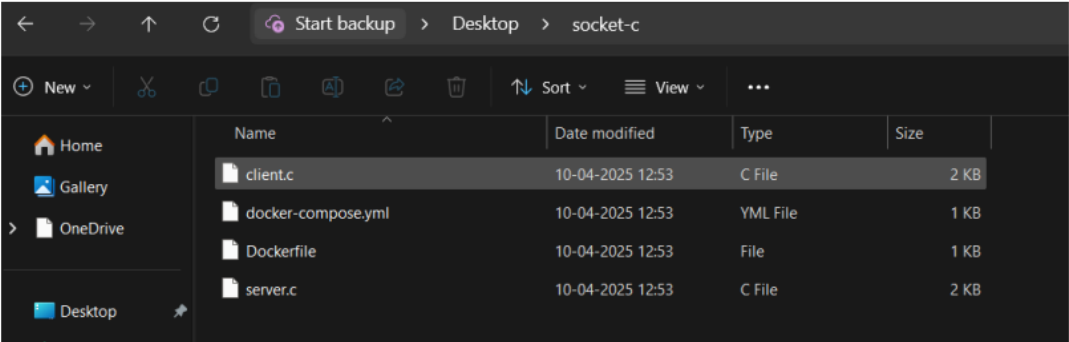 Start backup > Desktop > socket-c
New Sort View ...
Name Date modified Type Size
Home
Gallery
OneDrive
Desktop
client.c 10-04-2025 12:53 C File 2 KB
docker-compose.yml 10-04-2025 12:53 YML File 1 KB
Dockerfile 10-04-2025 12:53 File 1 KB
server.c 10-04-2025 12:53 C File 2 KB